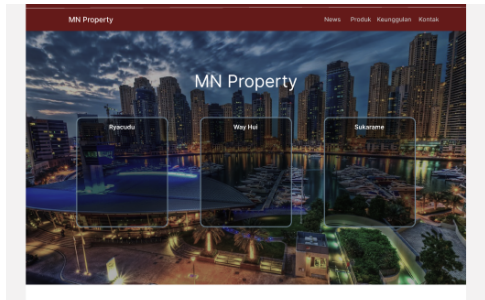 MN Property
News Produk Keunggulan Kontak
MN Property
Ryacudu
Way Hui
Sukarame